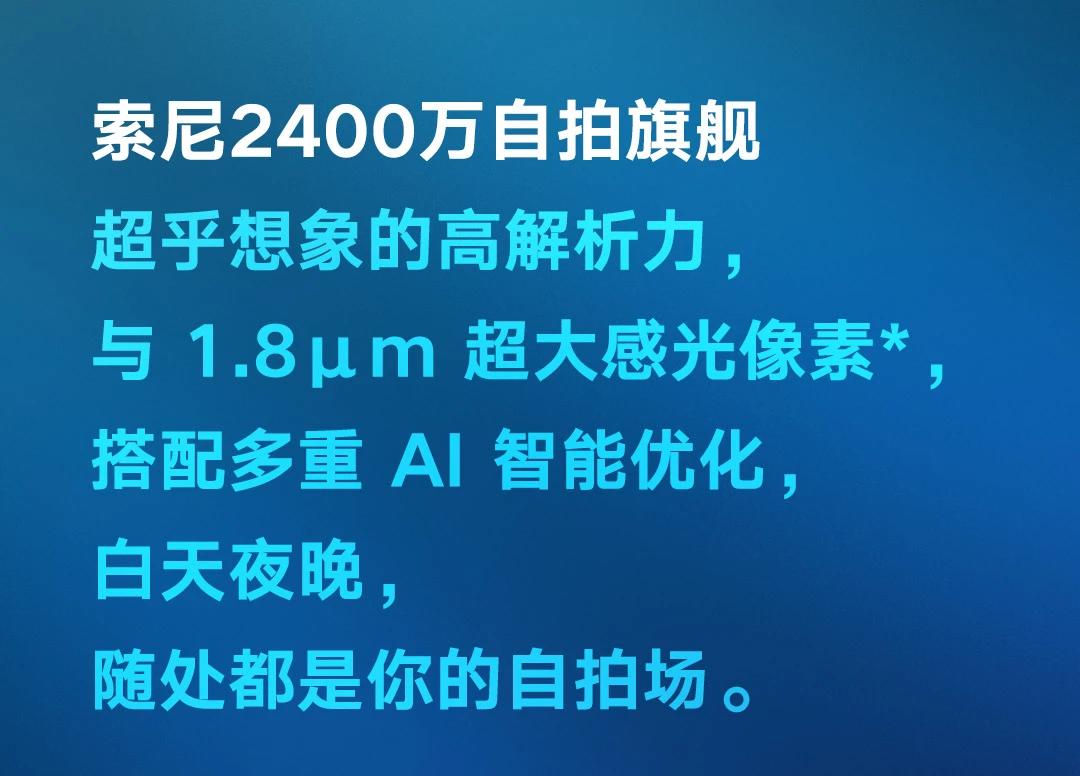 索尼2400万自拍旗舰
超乎想象的高解析力，
与 1.8μm 超大感光像素*，
搭配多重 AI 智能优化，
白天夜晚，
随处都是你的自拍场。